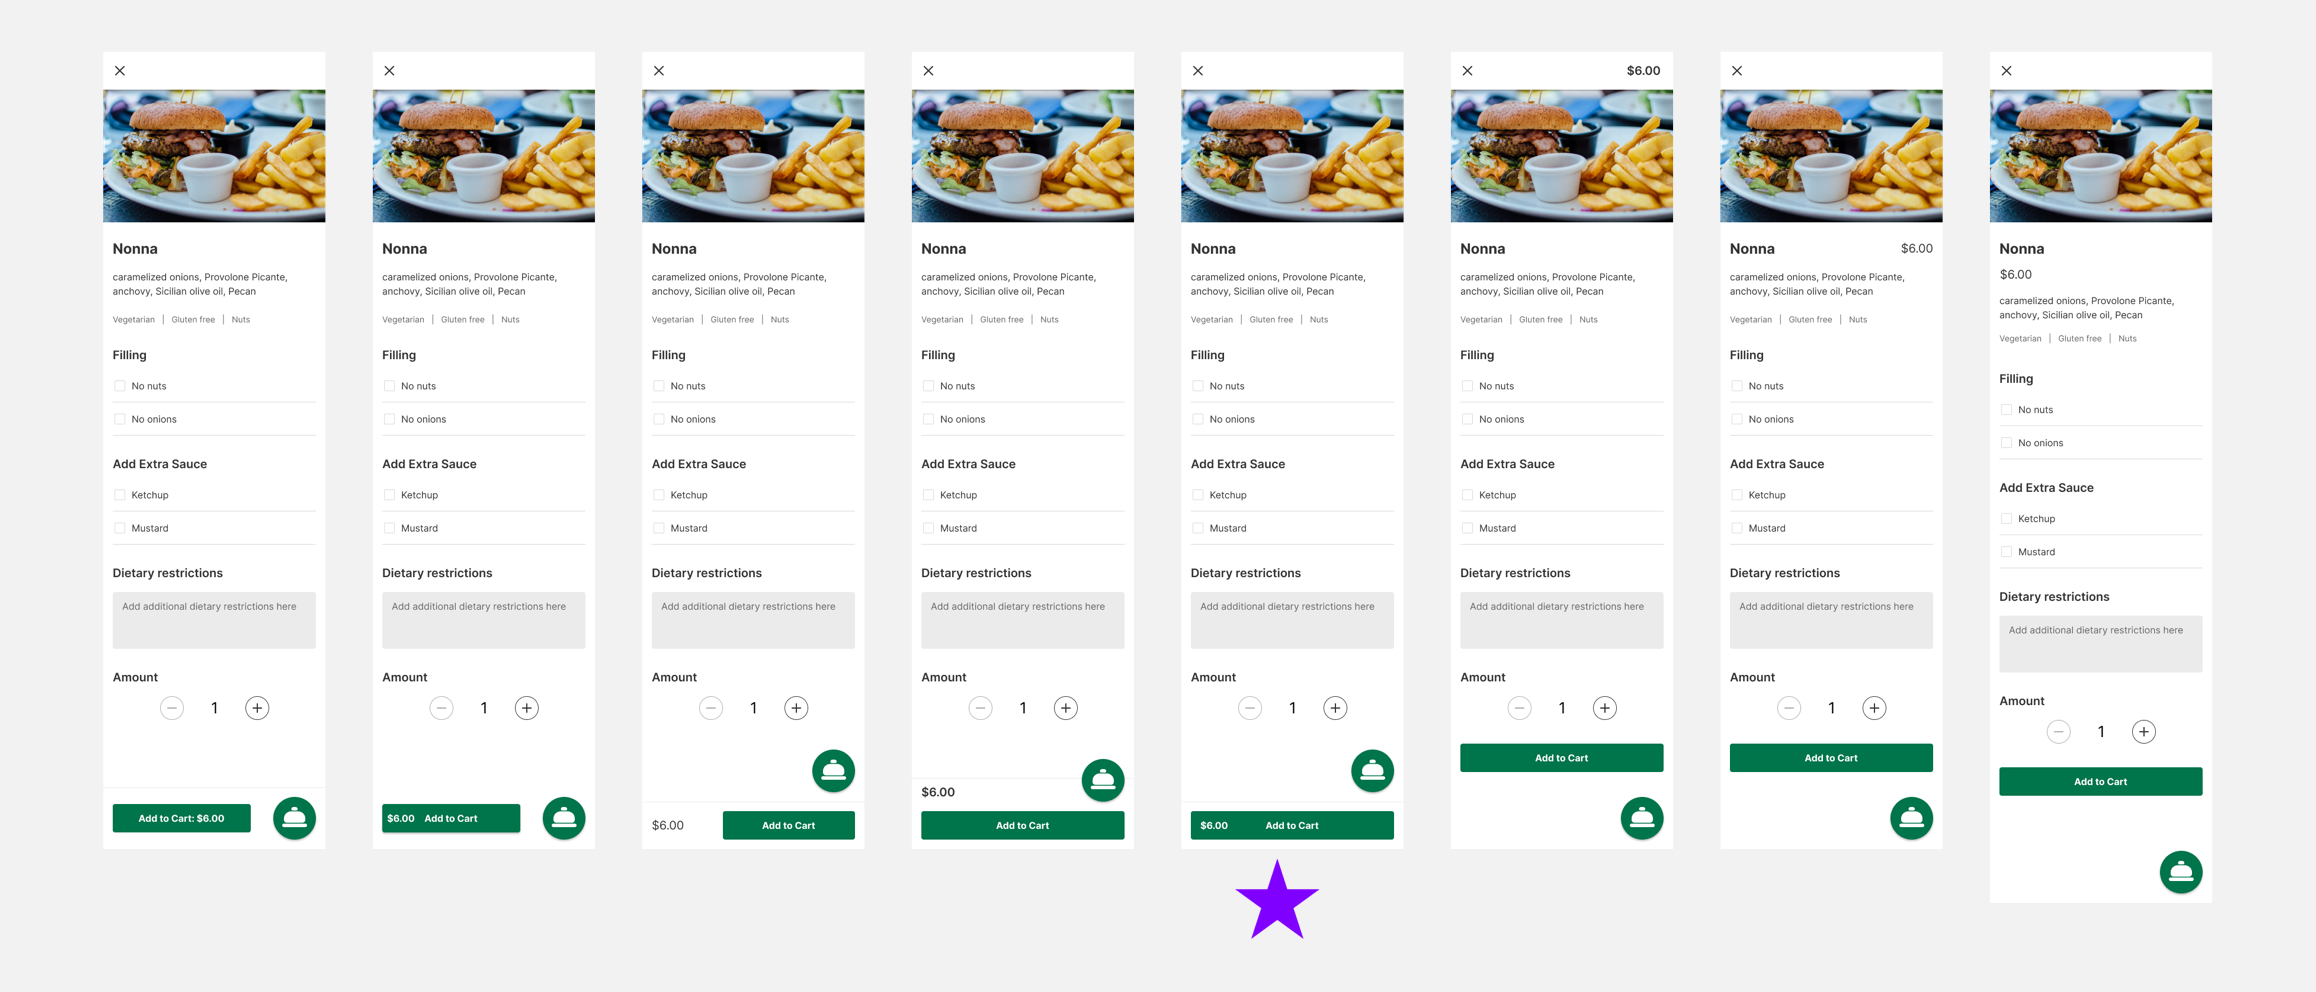 Nonna
caramelized onions, Provolone Picante,
anchovy, Sicilian olive oil, Pecan
Vegetarian | Gluten free | Nuts
Filling
No nuts
No onions
Add Extra Sauce
Ketchup
Mustard
Dietary restrictions
Add additional dietary restrictions here
Amount
1
Add to Cart: $6.00
Nonna
caramelized onions, Provolone Picante,
anchovy, Sicilian olive oil, Pecan
Vegetarian | Gluten free | Nuts
Filling
No nuts
No onions
Add Extra Sauce
Ketchup
Mustard
Dietary restrictions
Add additional dietary restrictions here
Amount
1
$6.00 Add to Cart
Nonna
caramelized onions, Provolone Picante,
anchovy, Sicilian olive oil, Pecan
Vegetarian | Gluten free | Nuts
Filling
No nuts
No onions
Add Extra Sauce
Ketchup
Mustard
Dietary restrictions
Add additional dietary restrictions here
Amount
1
$6.00 Add to Cart
Nonna
caramelized onions, Provolone Picante,
anchovy, Sicilian olive oil, Pecan
Vegetarian | Gluten free | Nuts
Filling
No nuts
No onions
Add Extra Sauce
Ketchup
Mustard
Dietary restrictions
Add additional dietary restrictions here
Amount
1
$6.00
Add to Cart
Nonna
caramelized onions, Provolone Picante,
anchovy, Sicilian olive oil, Pecan
Vegetarian | Gluten free | Nuts
Filling
No nuts
No onions
Add Extra Sauce
Ketchup
Mustard
Dietary restrictions
Add additional dietary restrictions here
Amount
1
$6.00 Add to Cart
$6.00
Nonna
caramelized onions, Provolone Picante,
anchovy, Sicilian olive oil, Pecan
Vegetarian | Gluten free | Nuts
Filling
No nuts
No onions
Add Extra Sauce
Ketchup
Mustard
Dietary restrictions
Add additional dietary restrictions here
Amount
1
Add to Cart
Nonna $6.00
caramelized onions, Provolone Picante,
anchovy, Sicilian olive oil, Pecan
Vegetarian | Gluten free | Nuts
Filling
No nuts
No onions
Add Extra Sauce
Ketchup
Mustard
Dietary restrictions
Add additional dietary restrictions here
Amount
1
Add to Cart
Nonna
$6.00
caramelized onions, Provolone Picante,
anchovy, Sicilian olive oil, Pecan
Vegetarian | Gluten free | Nuts
Filling
No nuts
No onions
Add Extra Sauce
Ketchup
Mustard
Dietary restrictions
Add additional dietary restrictions here
Amount
1
Add to Cart